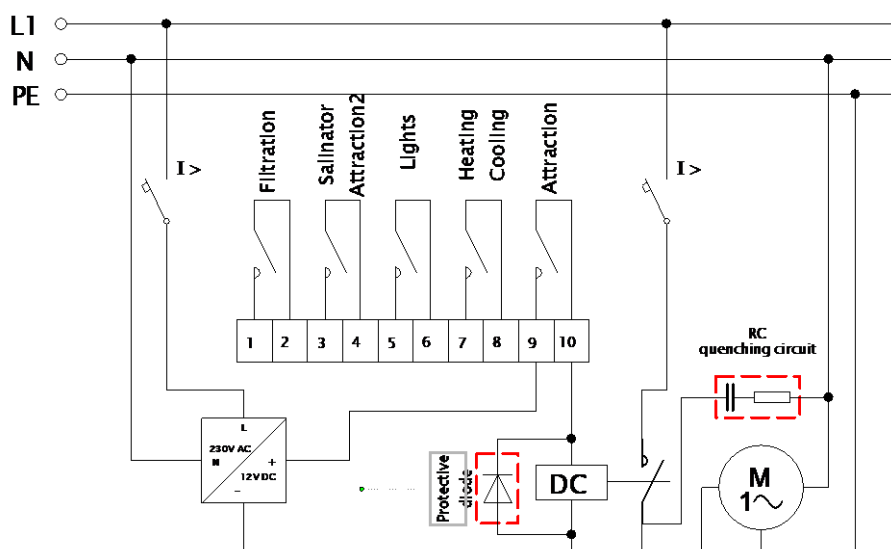 L1
N
PE
I >
Filtration
Salinator
Attraction2
Lights
Heating
Cooling
Attraction
I >
1 2 3 4 5 6 7 8 9 10
RC
quenching circuit
L
230V AC
N
+
12V DC
–
Protective
diode
DC
M
1~